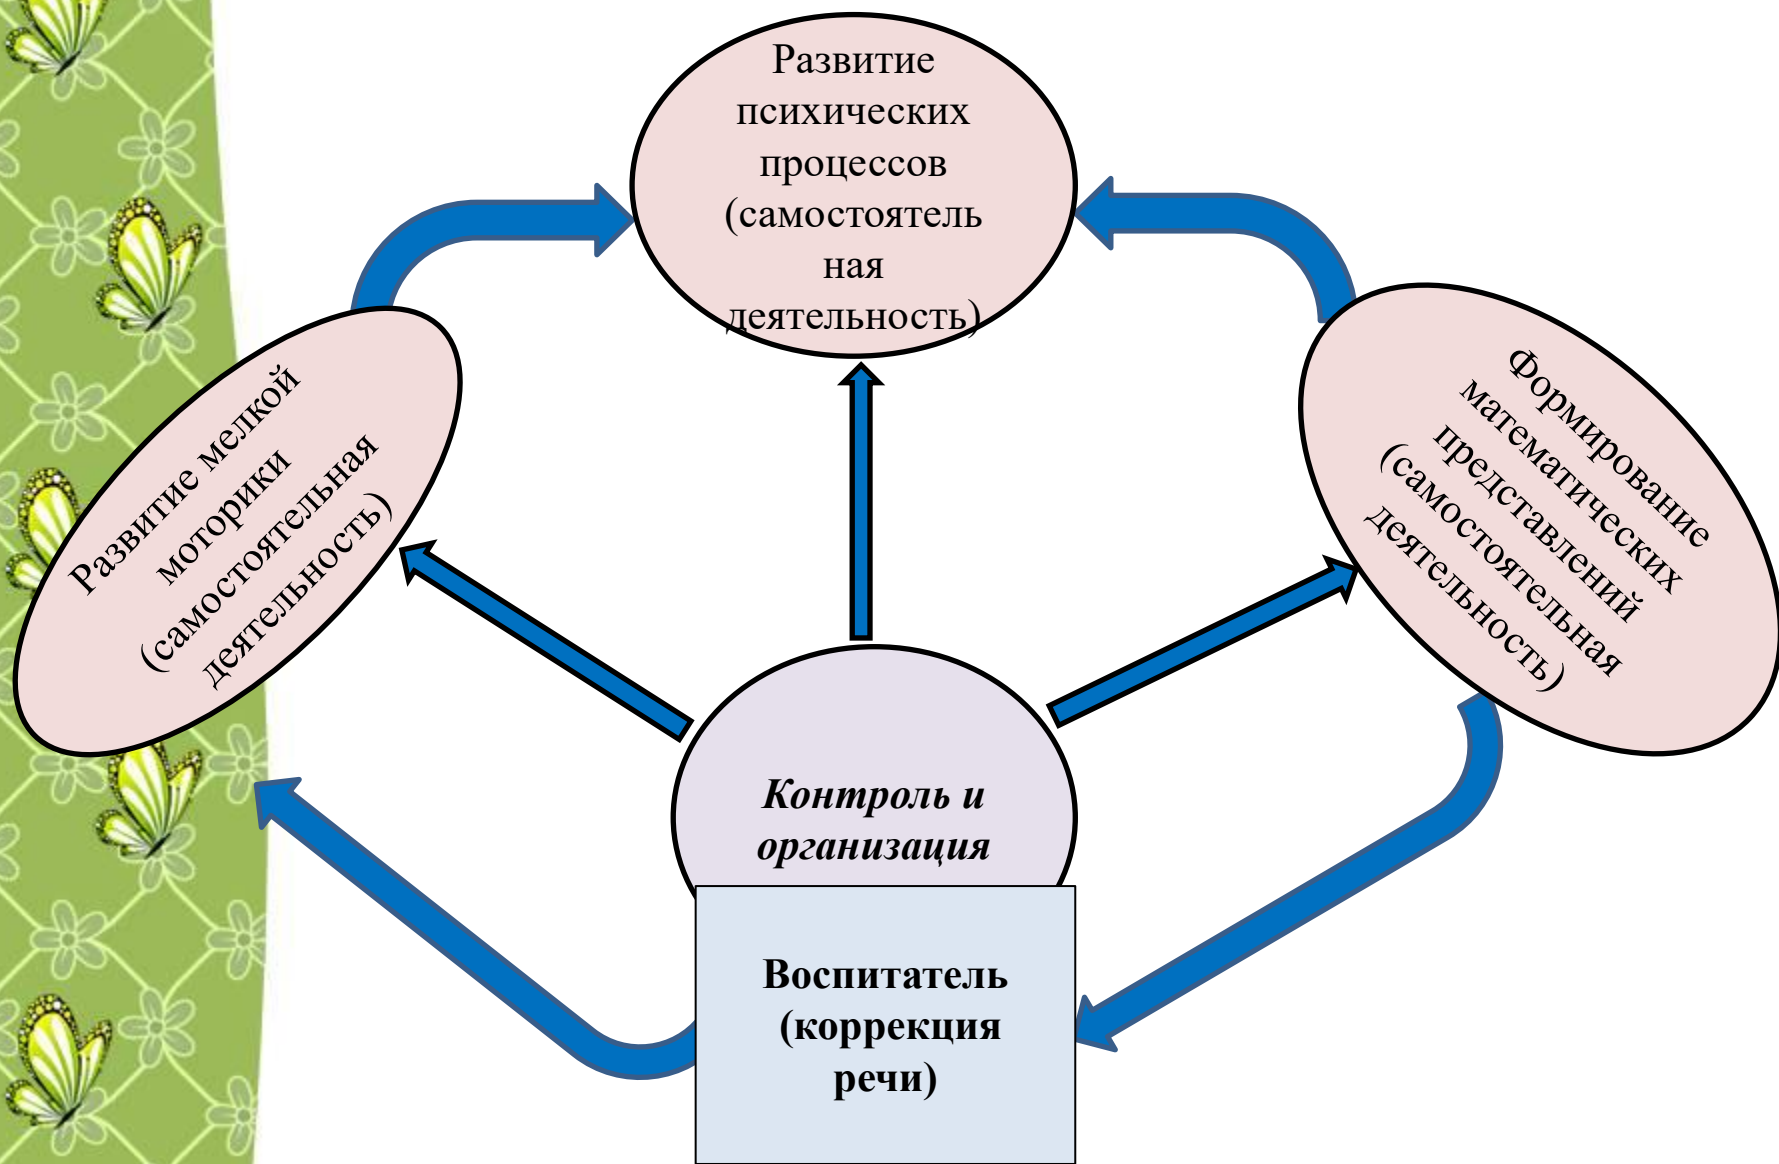 Развитие
психических
процессов
(самостоятель
ная
деятельность)
Развитие мелкой
моторики
(самостоятельная
деятельность)
Формирование
математических
представлений
(самостоятельная
деятельность)
Контроль и
организация
Воспитатель
(коррекция
речи)